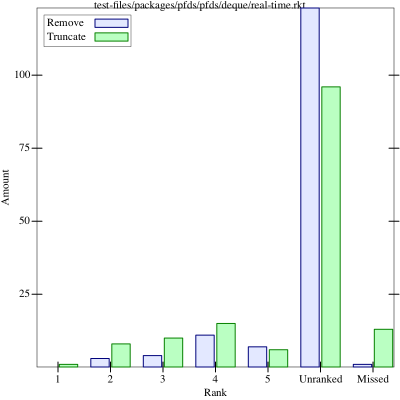 test-files/packages/pfds/pfds/deque/real-time.rkt
Remove
Truncate
100
75
50
25
Amount
1 2 3 4 5 Unranked Missed
Rank